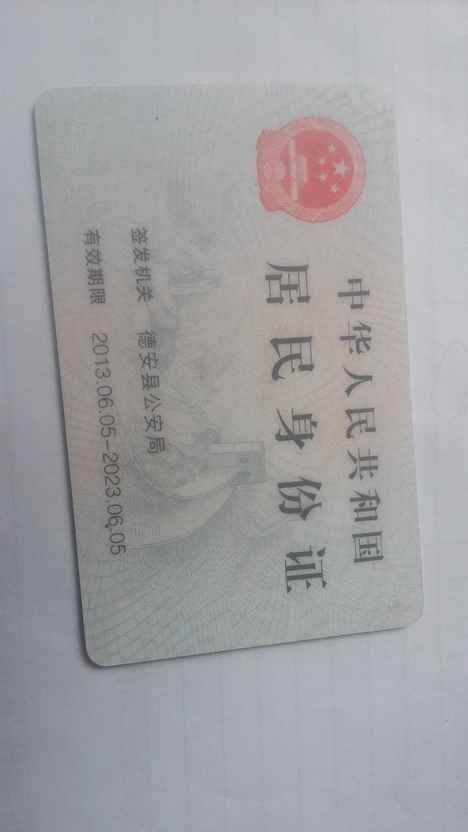 中华人民共和国
居民身份证
签发机关 德安县公安局
有效期限 2013.06.05-2023.06.05